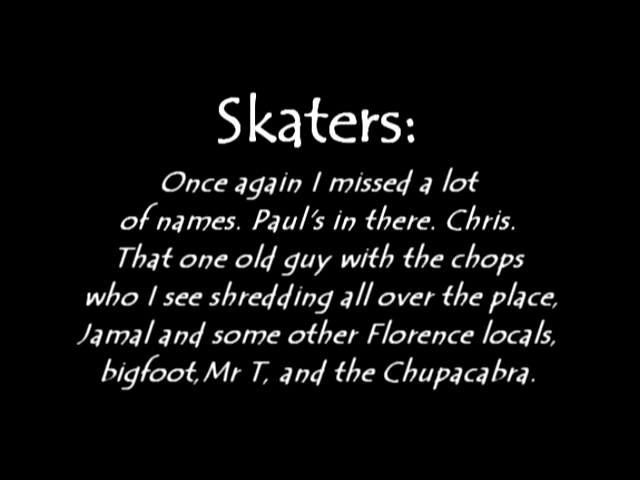 Skaters:
Once again I missed a lot
of names. Paul's in there. Chris.
That one old guy with the chops
who I see shredding all over the place,
Jamal and some other Florence locals,
bigfoot, Mr T, and the Chupacabra.